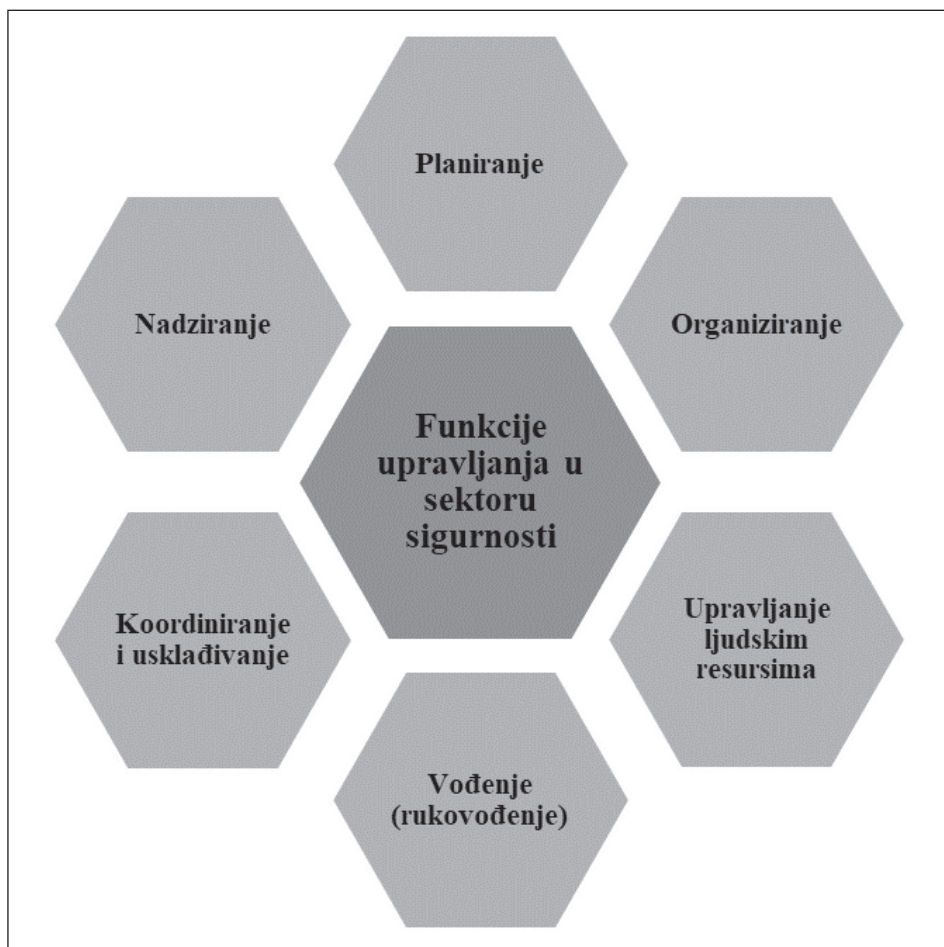 Planiranje
Nadziranje
Organiziranje
Funkcije
upravljanja u
sektoru
sigurnosti
Koordiniranje
i usklađivanje
Upravljanje
ljudskim
resursima
Vođenje
(rukovođenje)